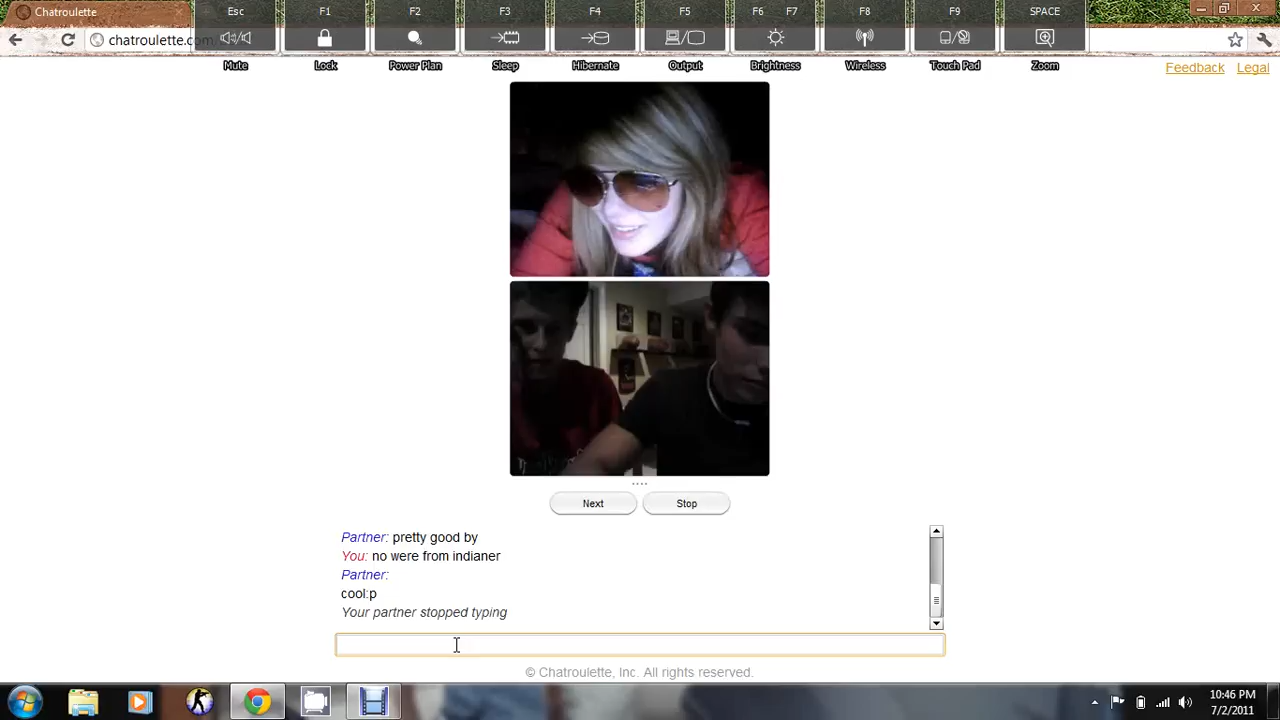 Chatroulette
Esc F1 F2 F3 F4 F5 F6 F7 F8 F9 SPACE
chatroulette.com
Mute Lock Power Plan Sleep Hibernate Output Brightness Wireless Touch Pad Zoom
Feedback Legal
Next Stop
Partner: pretty good by
You: no were from indianer
Partner:
cool:p
Your partner stopped typing
© Chatroulette, Inc. All rights reserved.
10:46 PM
7/2/2011